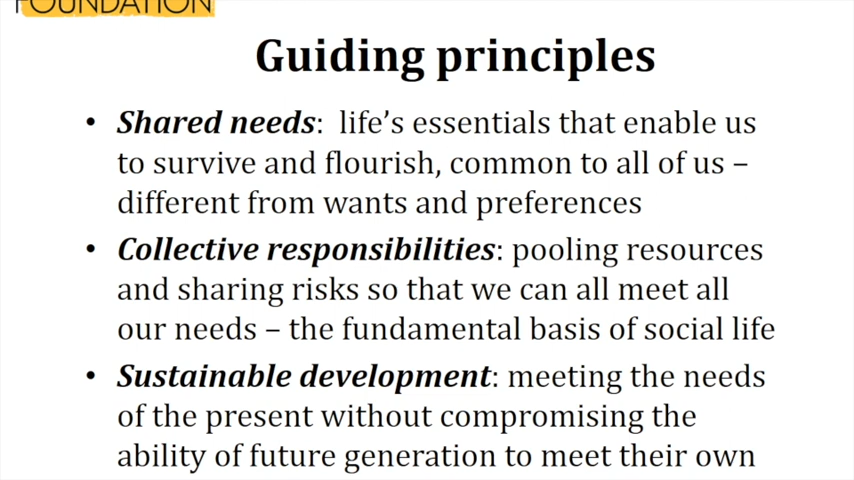 FOUNDATION
Guiding principles
• Shared needs: life's essentials that enable us
to survive and flourish, common to all of us –
different from wants and preferences
• Collective responsibilities: pooling resources
and sharing risks so that we can all meet all
our needs – the fundamental basis of social life
• Sustainable development: meeting the needs
of the present without compromising the
ability of future generation to meet their own